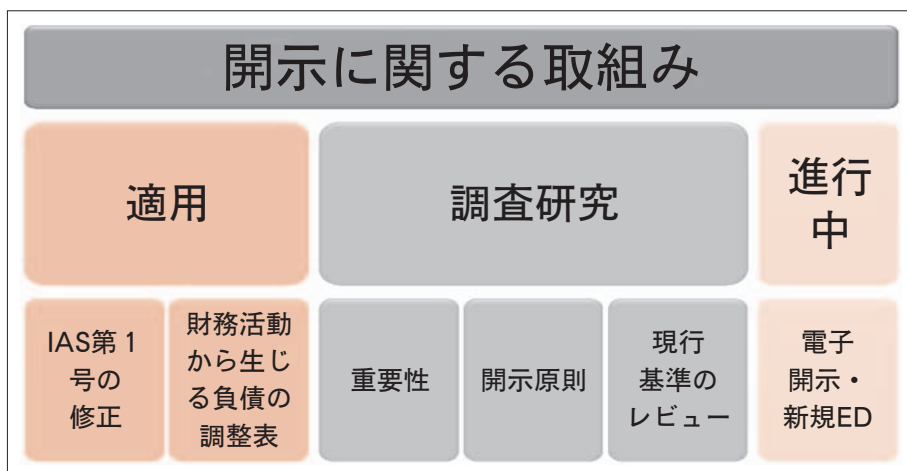 開示に関する取組み
適用
調査研究
進行
中
IAS第1
号の
修正
財務活動
から生じ
る負債の
調整表
重要性
開示原則
現行
基準の
レビュー
電子
開示・
新規ED